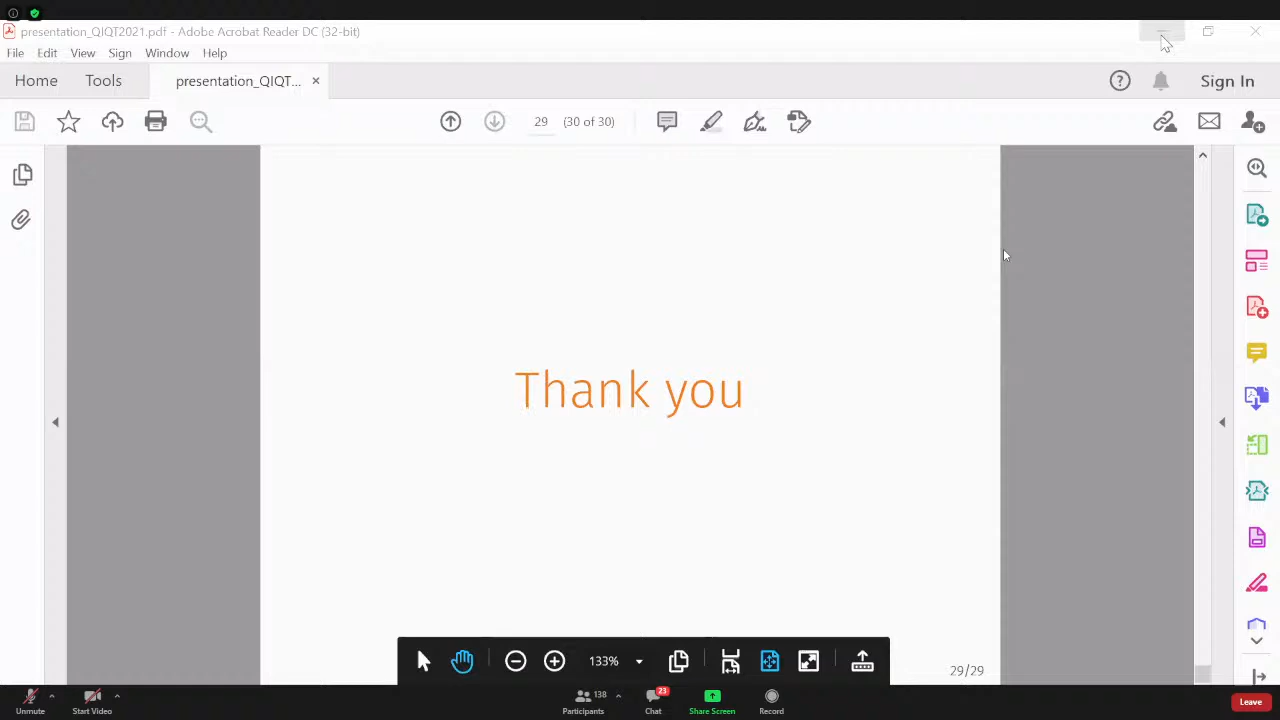 presentation_QIQT2021.pdf - Adobe Acrobat Reader DC (32-bit)
File Edit View Sign Window Help
Home Tools presentation_QIQT... × Sign In
29 (30 of 30)
Thank you
133%
29/29
Unmute Start Video Participants 138 Chat 23 Share Screen Record Leave